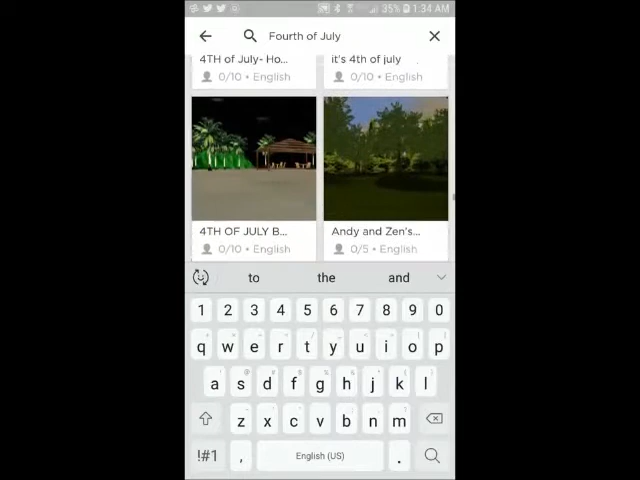 35% 1:34 AM
Fourth of July
4TH of July- Ho...
it's 4th of july
0/10 • English
0/10 • English
4TH OF JULY B...
Andy and Zen's...
0/10 • English
0/5 • English
to the and
1 2 3 4 5 6 7 8 9 0
q w e r t y u i o p
a s d f g h j k l
z x c v b n m
!#1 , English (US) .